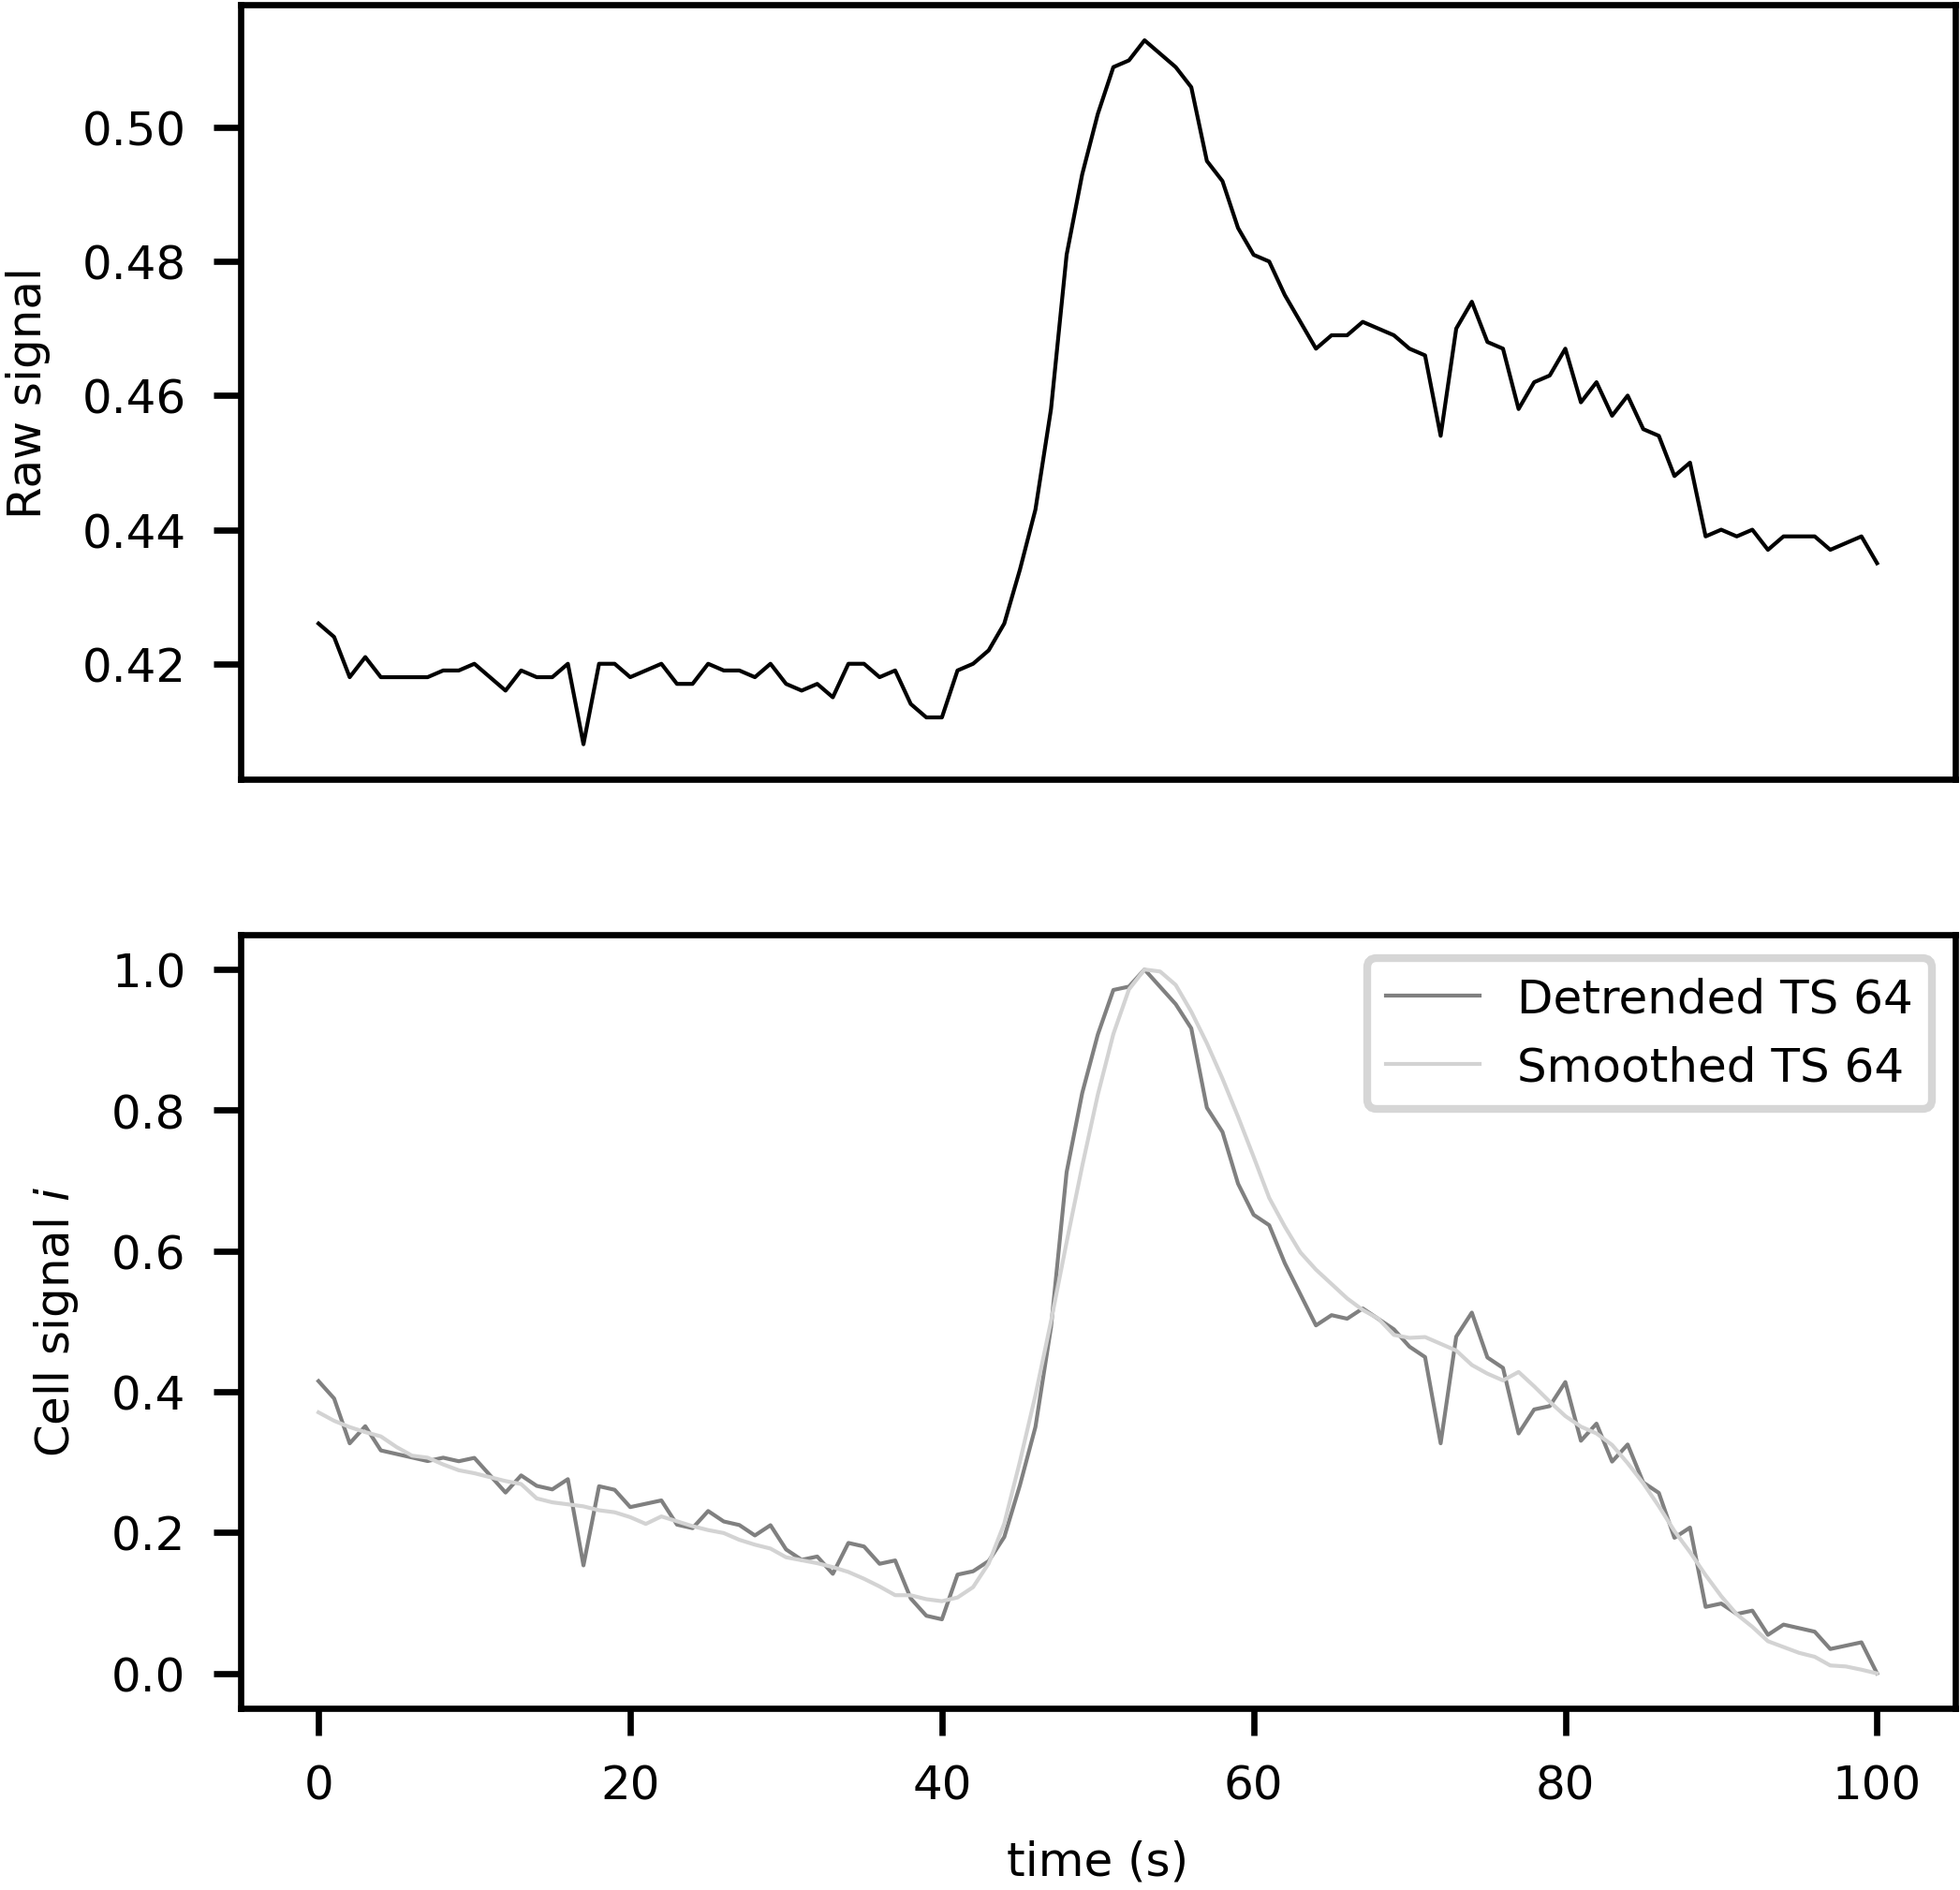 Raw signal
0.50
0.48
0.46
0.44
0.42
Cell signal i
1.0
0.8
0.6
0.4
0.2
0.0
Detrended TS 64
Smoothed TS 64
0 20 40 60 80 100
time (s)